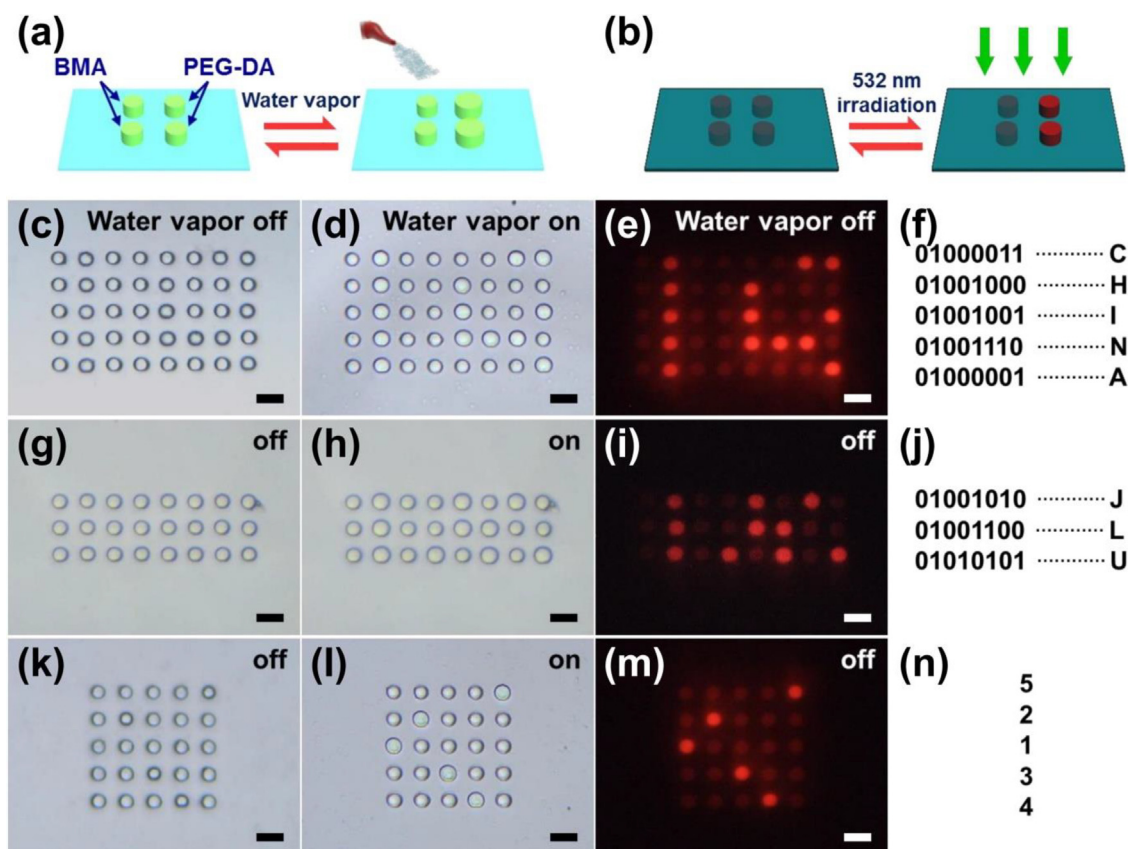 (a)
BMA
PEG-DA
Water vapor
(b)
532 nm
irradiation
(c)
Water vapor off
(d)
Water vapor on
(e)
Water vapor off
(f)
01000011 ············ C
01001000 ············ H
01001001 ············ I
01001110 ············ N
01000001 ············ A
(g)
off
(h)
on
(i)
off
(j)
01001010 ············ J
01001100 ············ L
01010101 ············ U
(k)
off
(l)
on
(m)
off
(n)
5
2
1
3
4